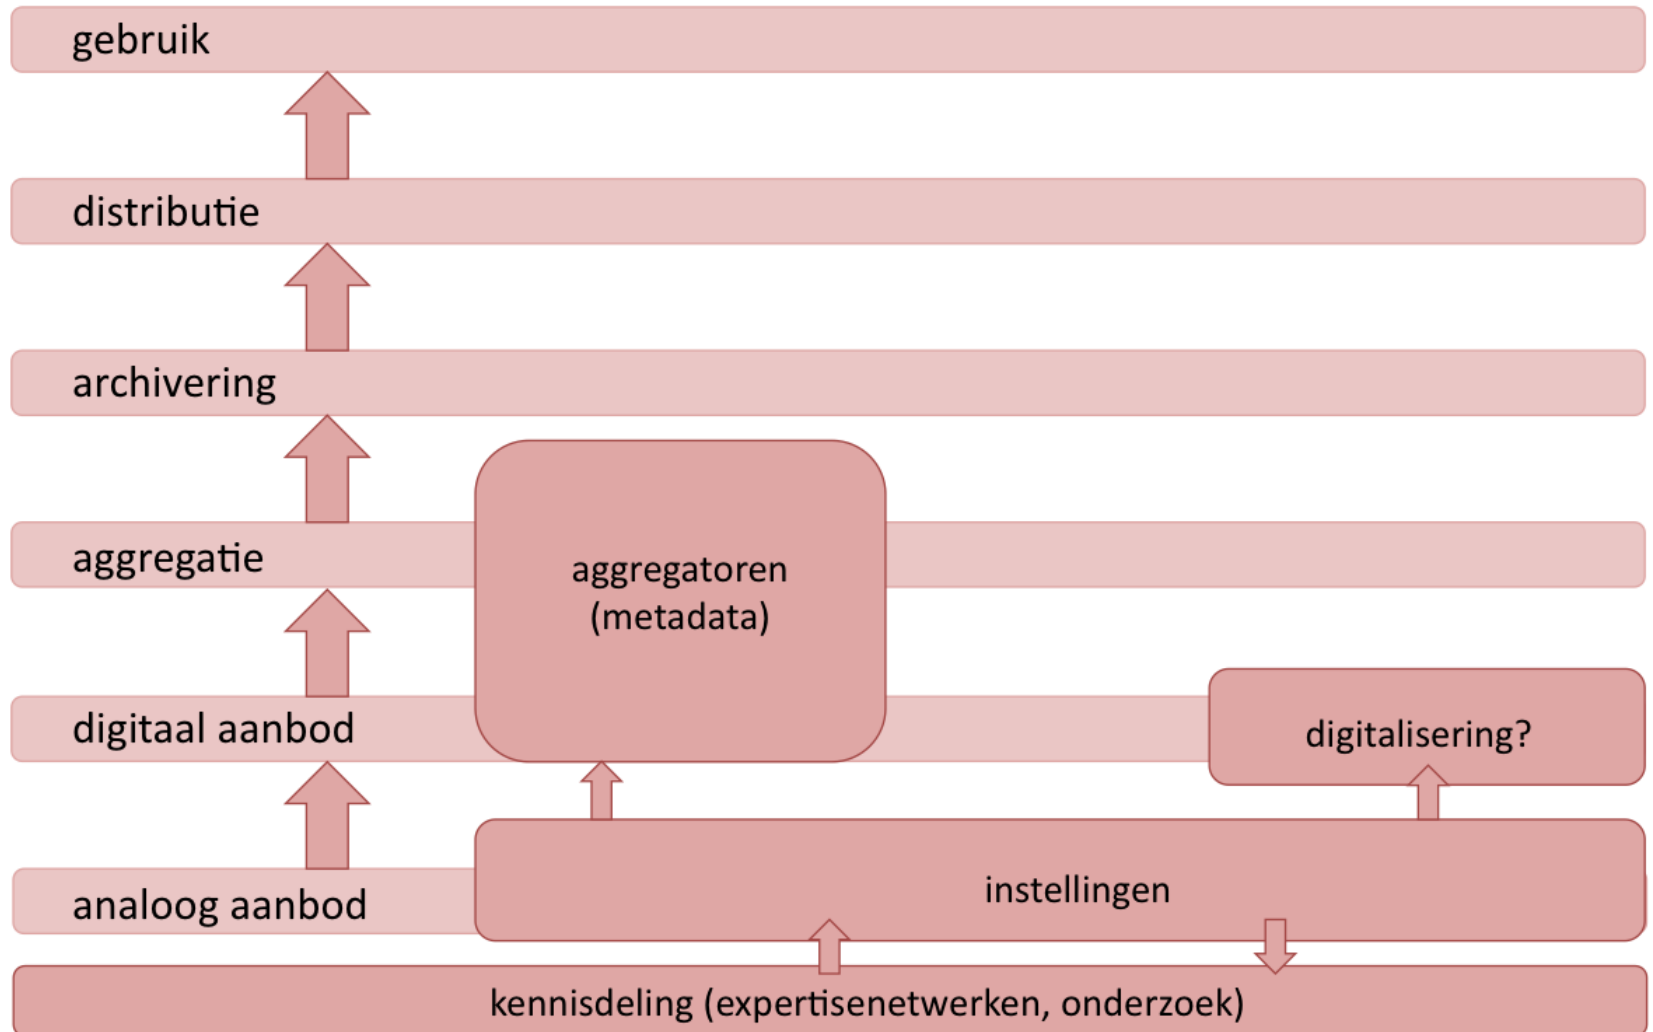 gebruik
distributie
archivering
aggregatie
aggregatoren
(metadata)
digitaal aanbod
digitalisering?
analoog aanbod
instellingen
kennisdeling (expertisenetwerken, onderzoek)